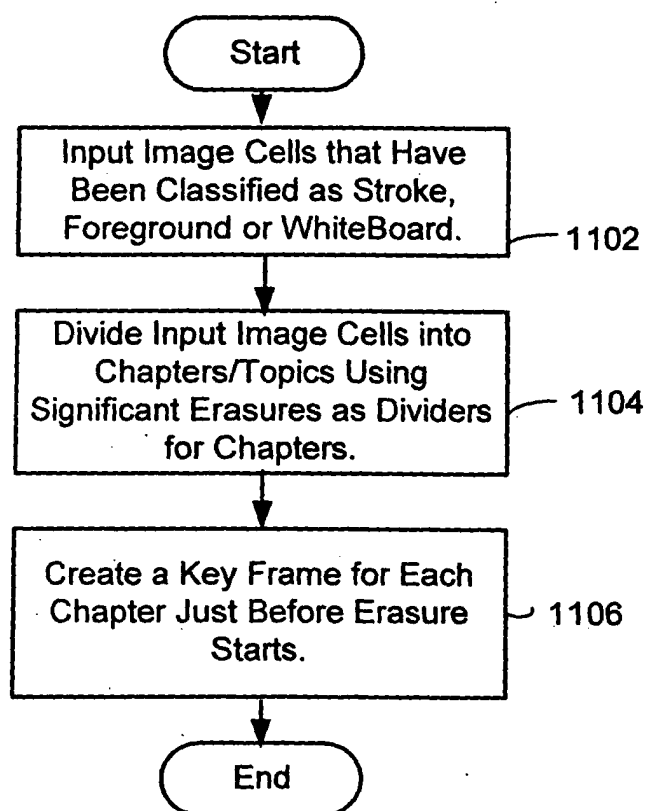 Start
Input Image Cells that Have
Been Classified as Stroke,
Foreground or WhiteBoard.
1102
Divide Input Image Cells into
Chapters/Topics Using
Significant Erasures as Dividers
for Chapters.
1104
Create a Key Frame for Each
Chapter Just Before Erasure
Starts.
1106
End